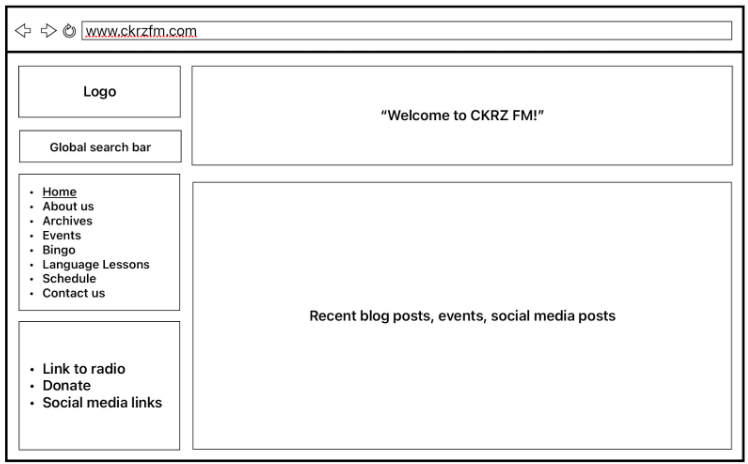 www.ckrzfm.com
Logo
Global search bar
• Home
• About us
• Archives
• Events
• Bingo
• Language Lessons
• Schedule
• Contact us
• Link to radio
• Donate
• Social media links
“Welcome to CKRZ FM!”
Recent blog posts, events, social media posts